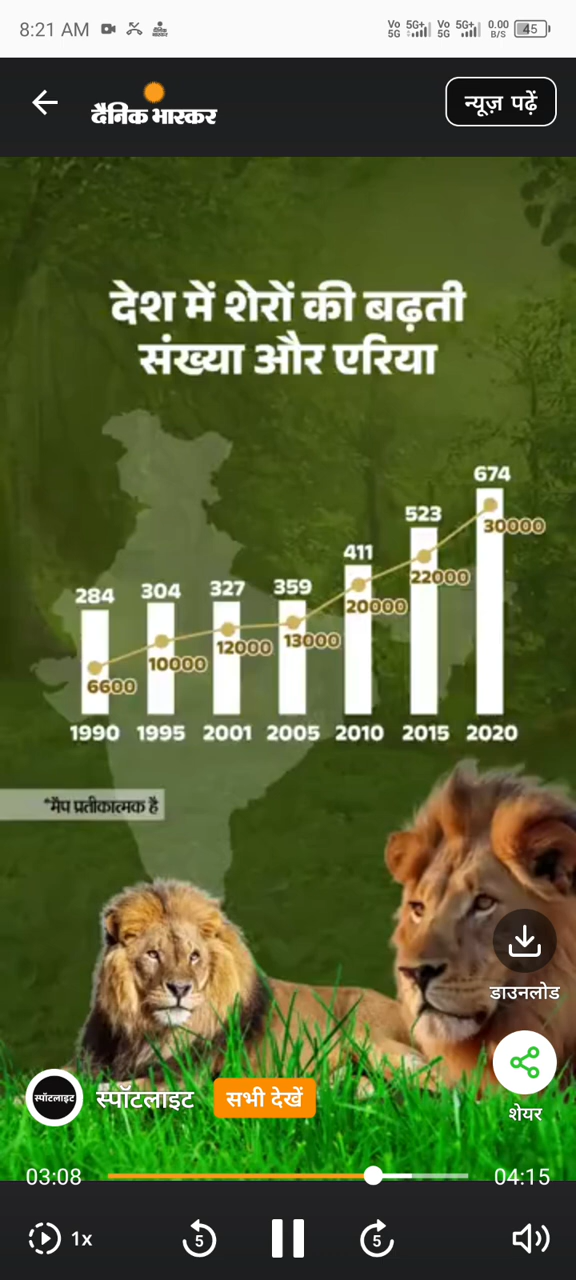 8:21 AM
Vo 5G 5G+ Vo 5G 5G+ 0.00 B/S 45
दैनिक भास्कर
न्यूज़ पढ़ें
देश में शेरों की बढ़ती
संख्या और एरिया
674
30000
523
22000
411
20000
284 304 327 359
6600 10000 12000 13000
1990 1995 2001 2005 2010 2015 2020
*मैप प्रतीकात्मक है
डाउनलोड
स्पॉटलाइट स्पॉटलाइट सभी देखें
शेयर
03:08 04:15
1x 5 5